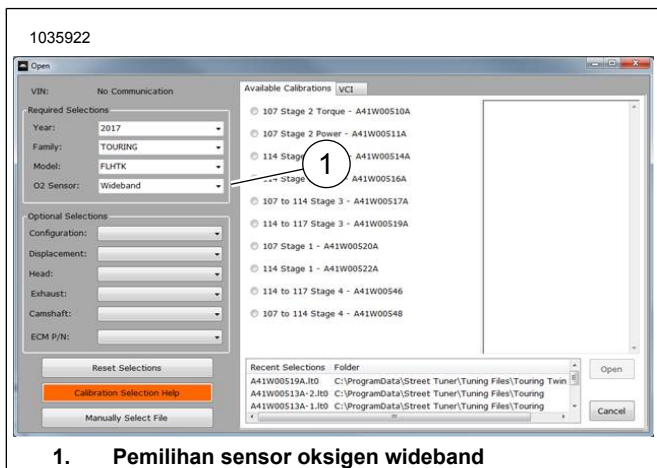 1035922
Open
VIN: No Communication
Required Selections
Year: 2017
Family: TOURING
Model: FLHTK
O2 Sensor: Wideband
Optional Selections
Configuration:
Displacement:
Head:
Exhaust:
Camshaft:
ECM P/N:
Reset Selections
Calibration Selection Help
Manually Select File
Available Calibrations VCI
107 Stage 2 Torque - A41W00510A
107 Stage 2 Power - A41W00511A
114 Stage A41W00514A
1
Stage A41W00516A
107 to 114 Stage 3 - A41W00517A
114 to 117 Stage 3 - A41W00519A
107 Stage 1 - A41W00520A
114 Stage 1 - A41W00522A
114 to 117 Stage 4 - A41W00546
107 to 114 Stage 4 - A41W00548
Recent Selections Folder
A41W00519A.lt0 C:\ProgramData\Street Tuner\Tuning Files\Touring Twin
A41W00513A-2.lt0 C:\ProgramData\Street Tuner\Tuning Files\Touring
A41W00513A-1.lt0 C:\ProgramData\Street Tuner\Tuning Files\Touring
Open
Cancel
1. Pemilihan sensor oksigen wideband